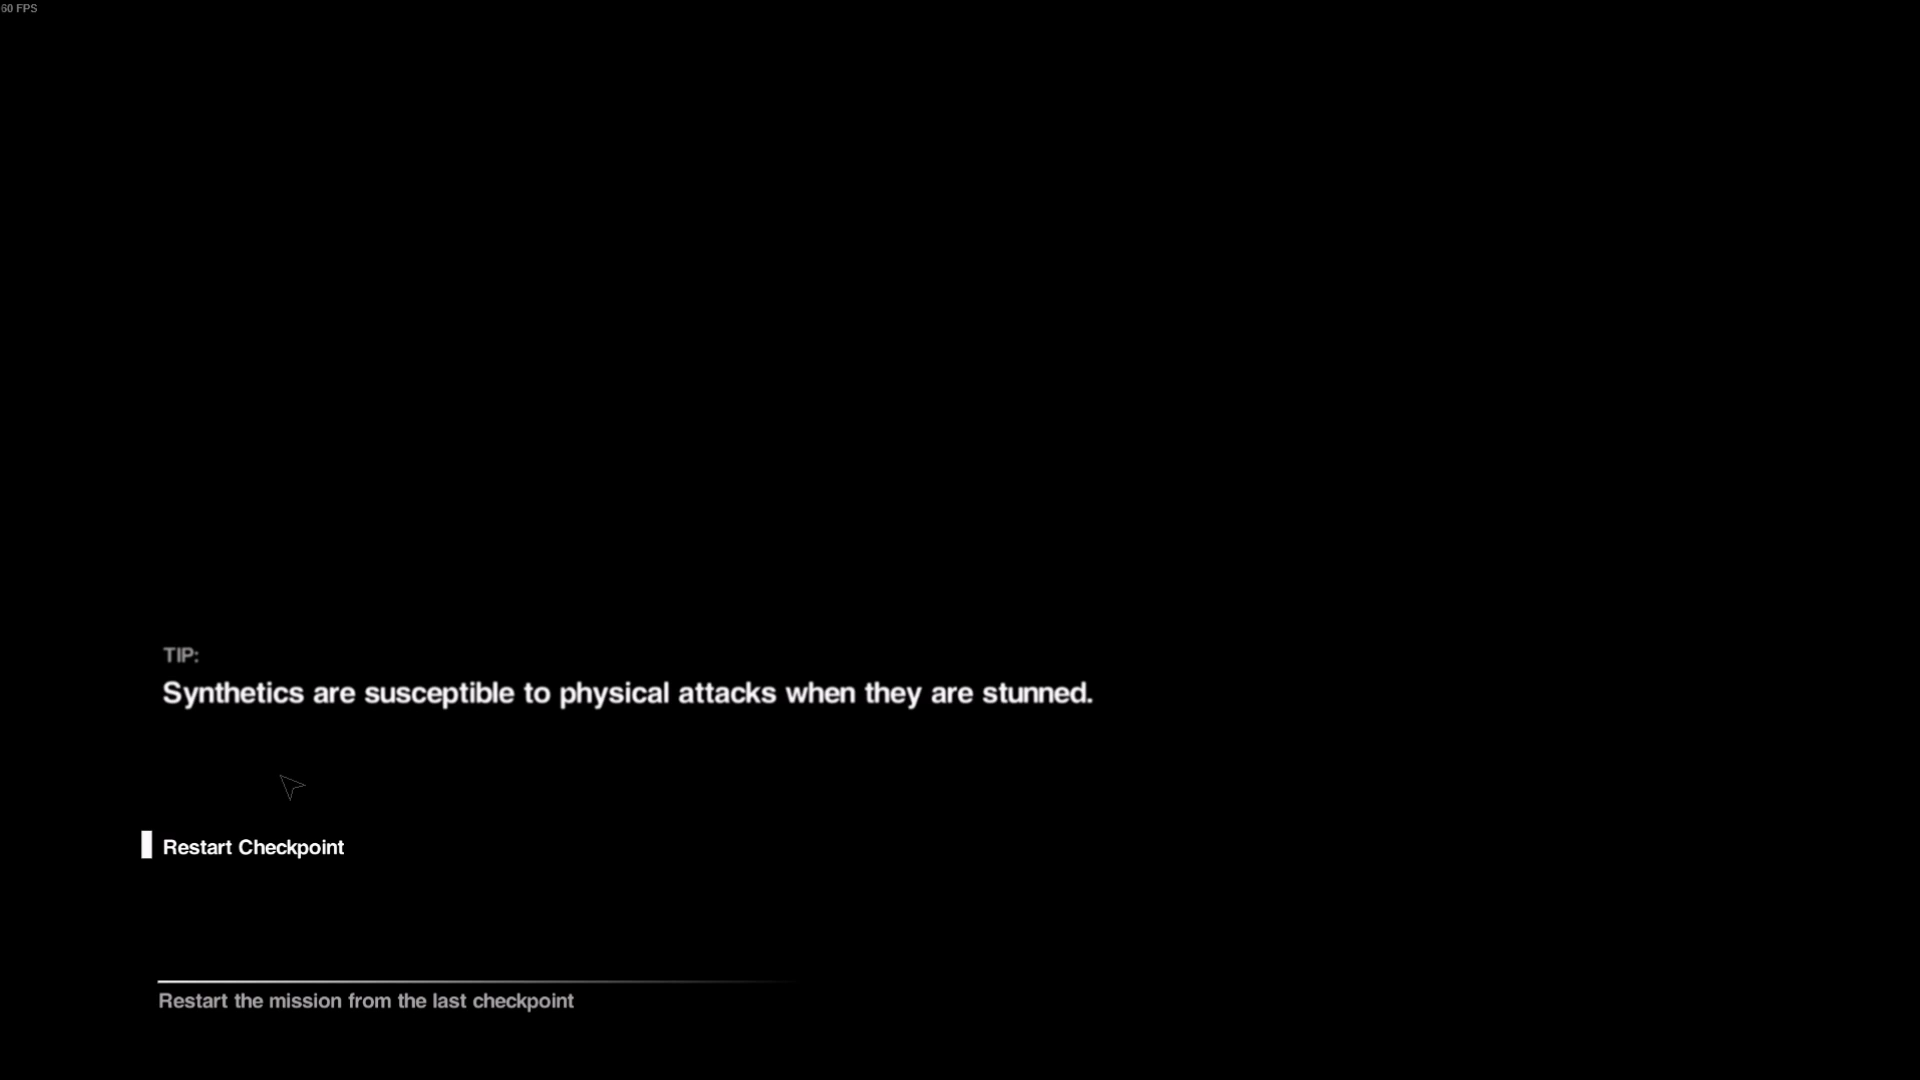 60 FPS
TIP:
Synthetics are susceptible to physical attacks when they are stunned.
Restart Checkpoint
Restart the mission from the last checkpoint